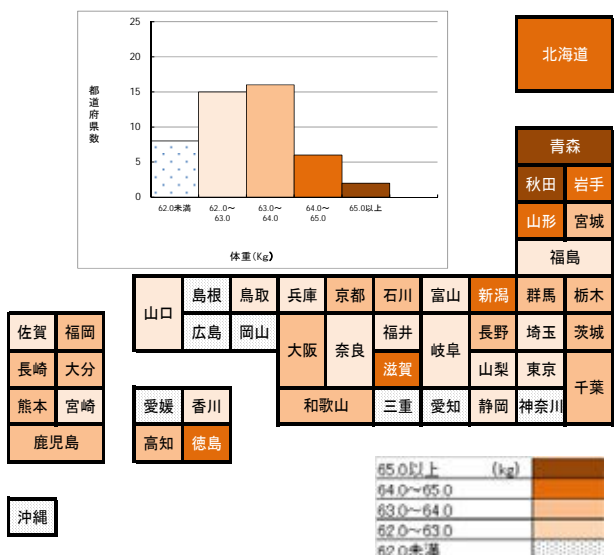 25
20
15
10
5
0
都道府県数
62.0未満
62..0～
63.0
63.0～
64.0
64.0～
65.0
65.0以上
体重(Kg)
北海道
青森
秋田 岩手
山形 宮城
福島
山口 島根 鳥取 兵庫 京都 石川 富山 新潟 群馬 栃木
広島 岡山 大阪 奈良 福井 岐阜 長野 埼玉 茨城
滋賀 山梨 東京 千葉
和歌山 三重 愛知 静岡 神奈川
佐賀 福岡
長崎 大分
熊本 宮崎
鹿児島
愛媛 香川
高知 徳島
沖縄
65.0以上 (kg)
64.0～65.0
63.0～64.0
62.0～63.0
62.0未満